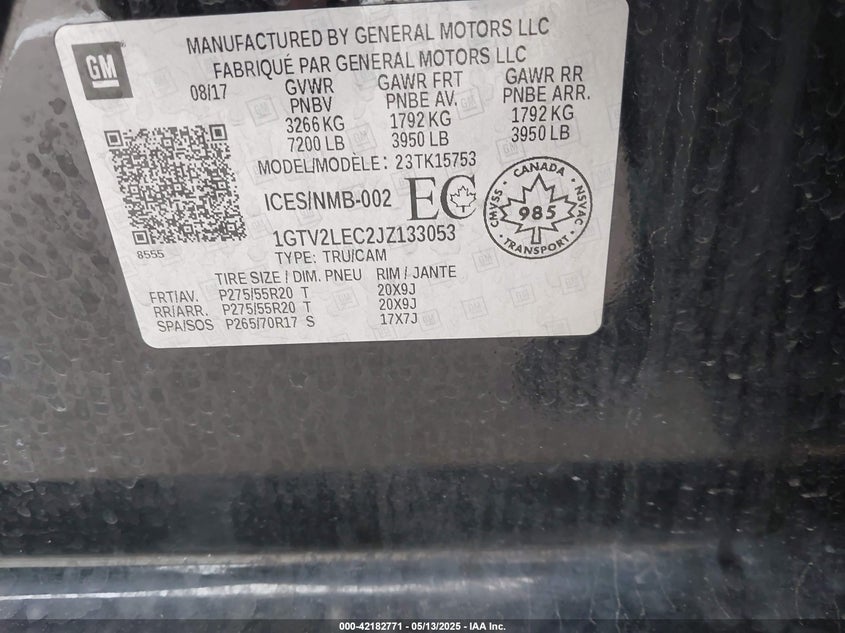 GM
MANUFACTURED BY GENERAL MOTORS LLC
FABRIQUÉ PAR GENERAL MOTORS LLC
08/17 GVWR GAWR FRT GAWR RR
PNBV PNBE AV. PNBE ARR.
3266 KG 1792 KG 1792 KG
7200 LB 3950 LB 3950 LB
MODEL/MODÈLE: 23TK15753
ICES/NMB-002 EC
CANADA
CMVSS 985 NSVAC
TRANSPORT
8555
1GTV2LEC2JZ133053
TYPE: TRU/CAM
TIRE SIZE / DIM. PNEU RIM / JANTE
FRT/AV. P275/55R20 T 20X9J
RR/ARR. P275/55R20 T 20X9J
SPA/SOS P265/70R17 S 17X7J
000-42182771 - 05/13/2025 - IAA Inc.